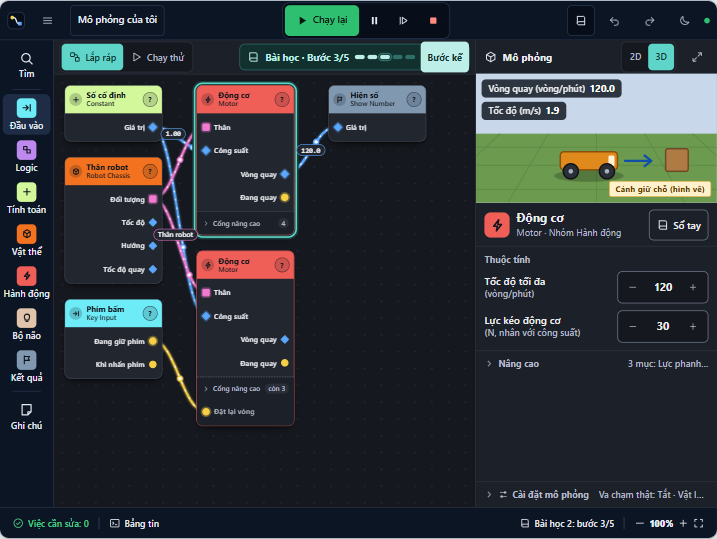 Mô phỏng của tôi
Chạy lại
Tìm
Đầu vào
Logic
Tính toán
Vật thể
Hành động
Bộ não
Kết quả
Ghi chú
Lắp ráp
Chạy thử
Bài học · Bước 3/5
Bước kế
Số cố định
Constant
?
Giá trị
1.00
Thân robot
Robot Chassis
?
Đối tượng
Tốc độ
Hướng
Tốc độ quay
Thân robot
Phím bấm
Key Input
?
Đang giữ phím
Khi nhấn phím
Động cơ
Motor
?
Thân
Công suất
Vòng quay
Đang quay
Cổng nâng cao
4
120.0
Động cơ
Motor
?
Thân
Công suất
Vòng quay
Đang quay
Cổng nâng cao
còn 3
Đặt lại vòng
Hiện số
Show Number
?
Giá trị
Mô phỏng
2D
3D
Vòng quay (vòng/phút) 120.0
Tốc độ (m/s) 1.9
Cảnh giữ chỗ (hình vẽ)
Động cơ
Motor · Nhóm Hành động
Sổ tay
Thuộc tính
Tốc độ tối đa
(vòng/phút)
− 120 +
Lực kéo động cơ
(N, nhân với công suất)
− 30 +
Nâng cao
3 mục: Lực phanh...
Cài đặt mô phỏng
Va chạm thật: Tắt · Vật l...
Việc cần sửa: 0
Bảng tin
Bài học 2: bước 3/5
− 100% +